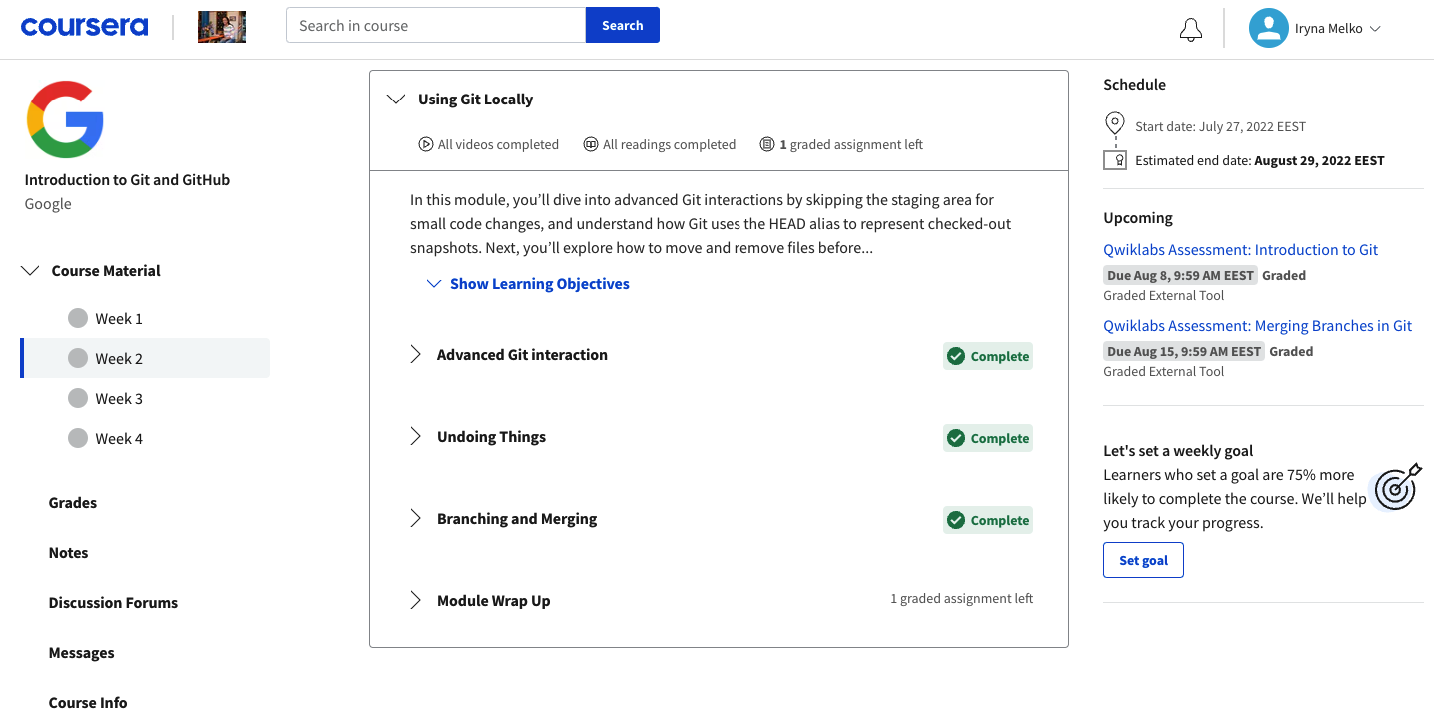 coursera
Search in course
Search
Iryna Melko
Introduction to Git and GitHub
Google
Course Material
Week 1
Week 2
Week 3
Week 4
Grades
Notes
Discussion Forums
Messages
Course Info
Using Git Locally
All videos completed
All readings completed
1 graded assignment left
In this module, you’ll dive into advanced Git interactions by skipping the staging area for
small code changes, and understand how Git uses the HEAD alias to represent checked-out
snapshots. Next, you’ll explore how to move and remove files before...
Show Learning Objectives
Advanced Git interaction
Complete
Undoing Things
Complete
Branching and Merging
Complete
Module Wrap Up
1 graded assignment left
Schedule
Start date: July 27, 2022 EEST
Estimated end date: August 29, 2022 EEST
Upcoming
Qwiklabs Assessment: Introduction to Git
Due Aug 8, 9:59 AM EEST Graded
Graded External Tool
Qwiklabs Assessment: Merging Branches in Git
Due Aug 15, 9:59 AM EEST Graded
Graded External Tool
Let's set a weekly goal
Learners who set a goal are 75% more
likely to complete the course. We’ll help
you track your progress.
Set goal